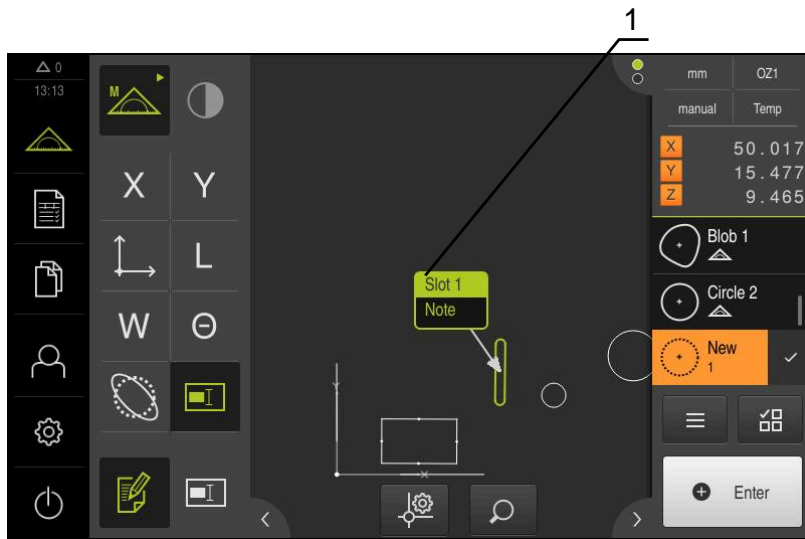 1
0
13:13
M
X Y
L
W Θ
Slot 1
Note
Y
X
mm OZ1
manual Temp
X 50.017
Y 15.477
Z 9.465
Blob 1
Circle 2
New
1
Enter